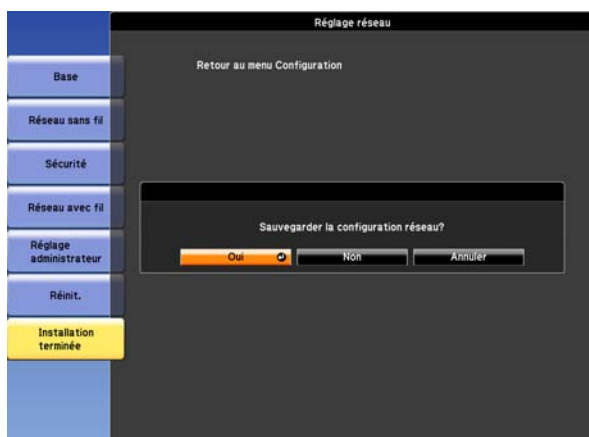 Réglage réseau
Retour au menu Configuration
Base
Réseau sans fil
Sécurité
Réseau avec fil
Réglage
administrateur
Réinit.
Installation
terminée
Sauvegarder la configuration réseau?
Oui Non Annuler